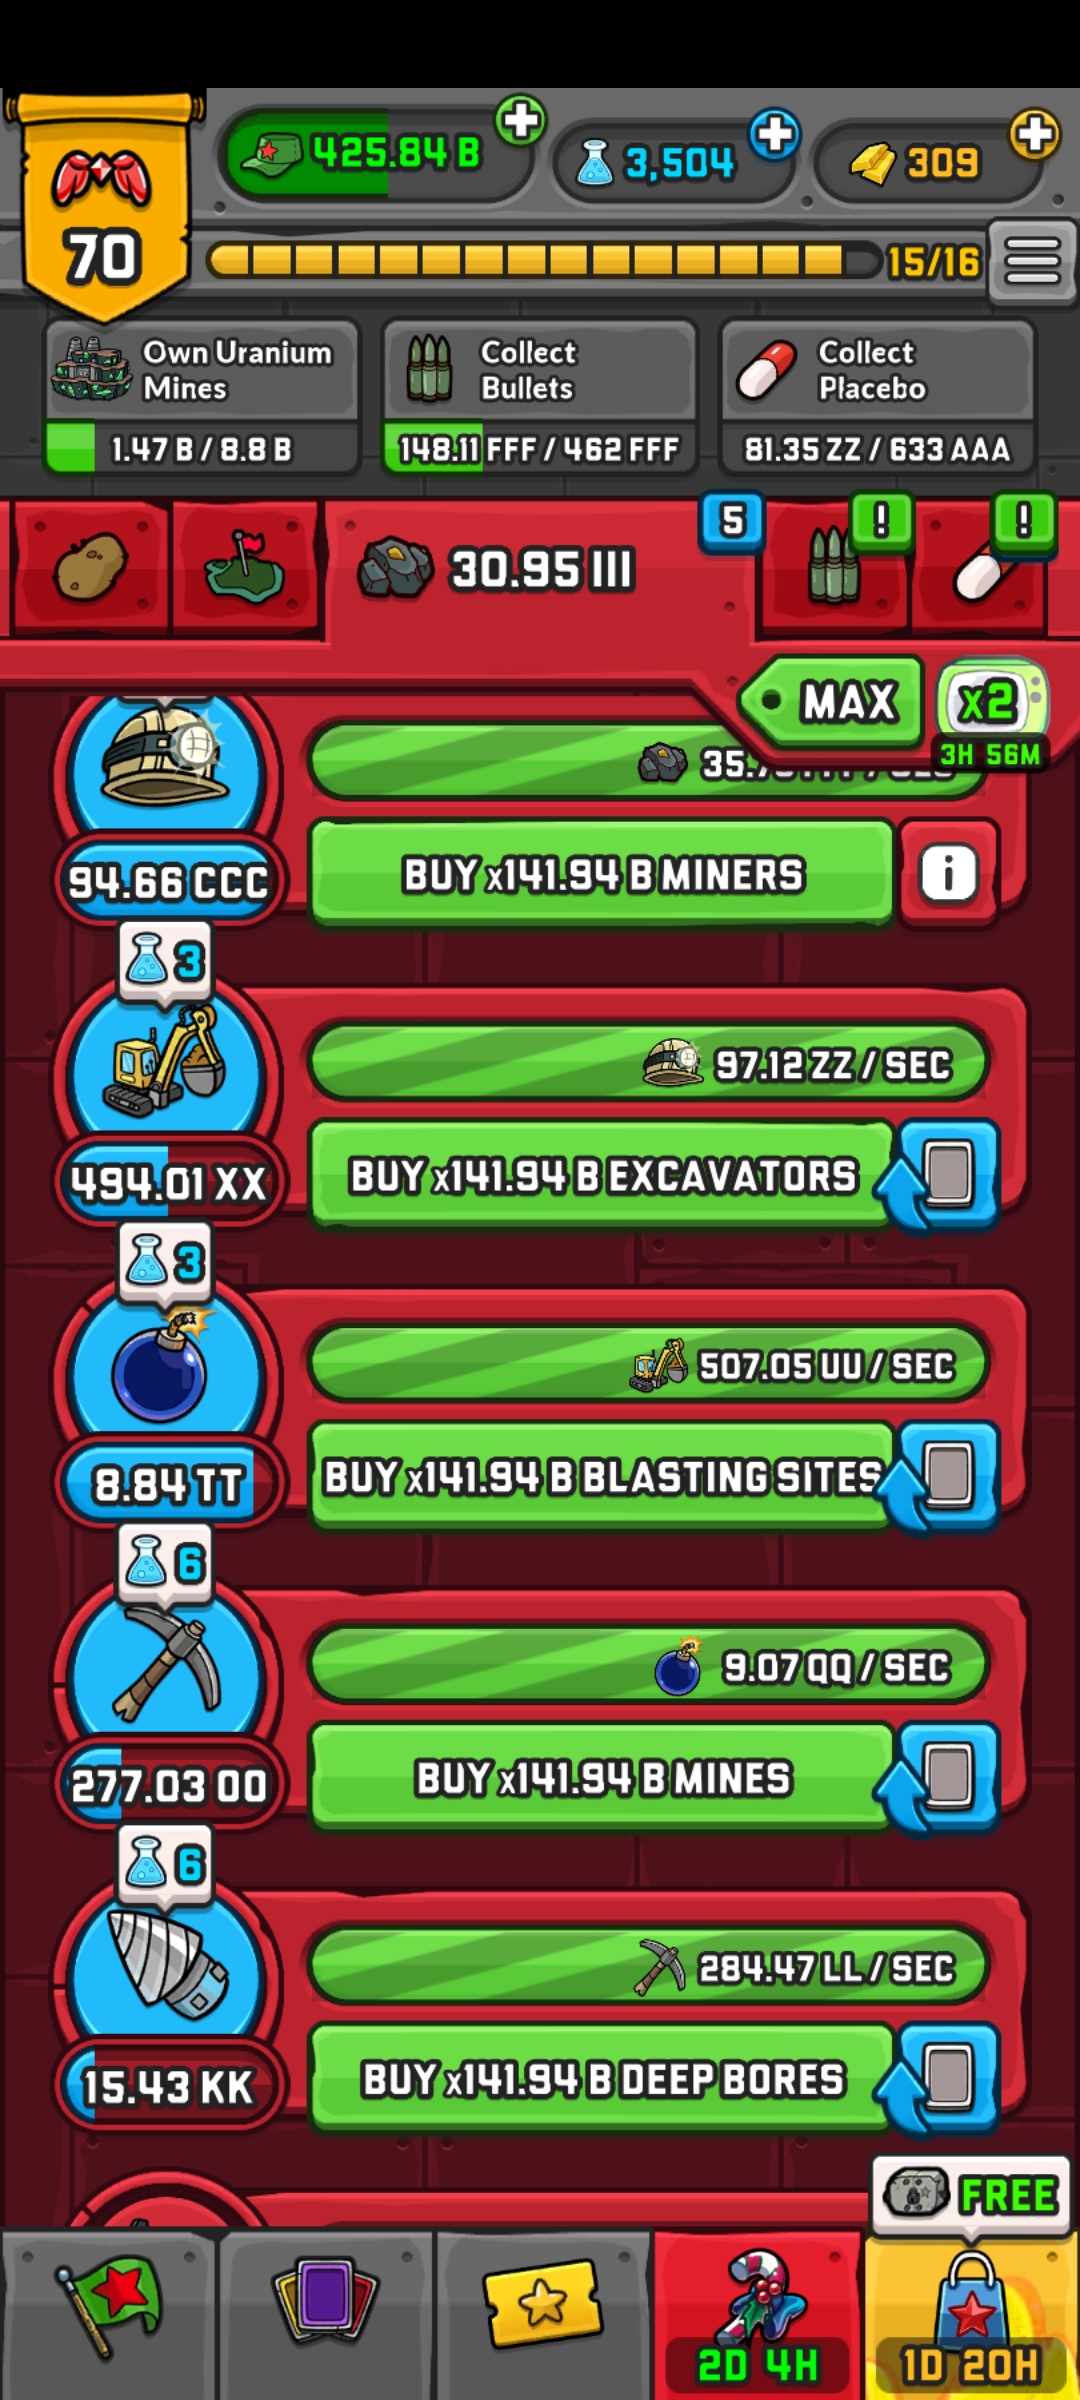 70
425.84 B
3,504
309
15/16
Own Uranium
Mines
1.47 B / 8.8 B
Collect
Bullets
148.11 FFF / 462 FFF
Collect
Placebo
81.35 ZZ / 633 AAA
30.95 III
5
!
!
MAX
x2
3H 56M
94.66 CCC
BUY x141.94 B MINERS
i
3
97.12 ZZ / SEC
494.01 XX
BUY x141.94 B EXCAVATORS
3
507.05 UU / SEC
8.84 TT
BUY x141.94 B BLASTING SITES
6
9.07 QQ / SEC
277.03 OO
BUY x141.94 B MINES
6
284.47 LL / SEC
15.43 KK
BUY x141.94 B DEEP BORES
FREE
2D 4H
1D 20H